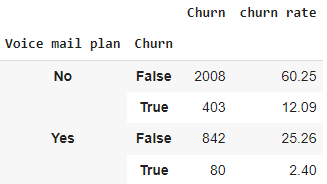 Churn churn rate
Voice mail plan Churn
No False 2008 60.25
True 403 12.09
Yes False 842 25.26
True 80 2.40